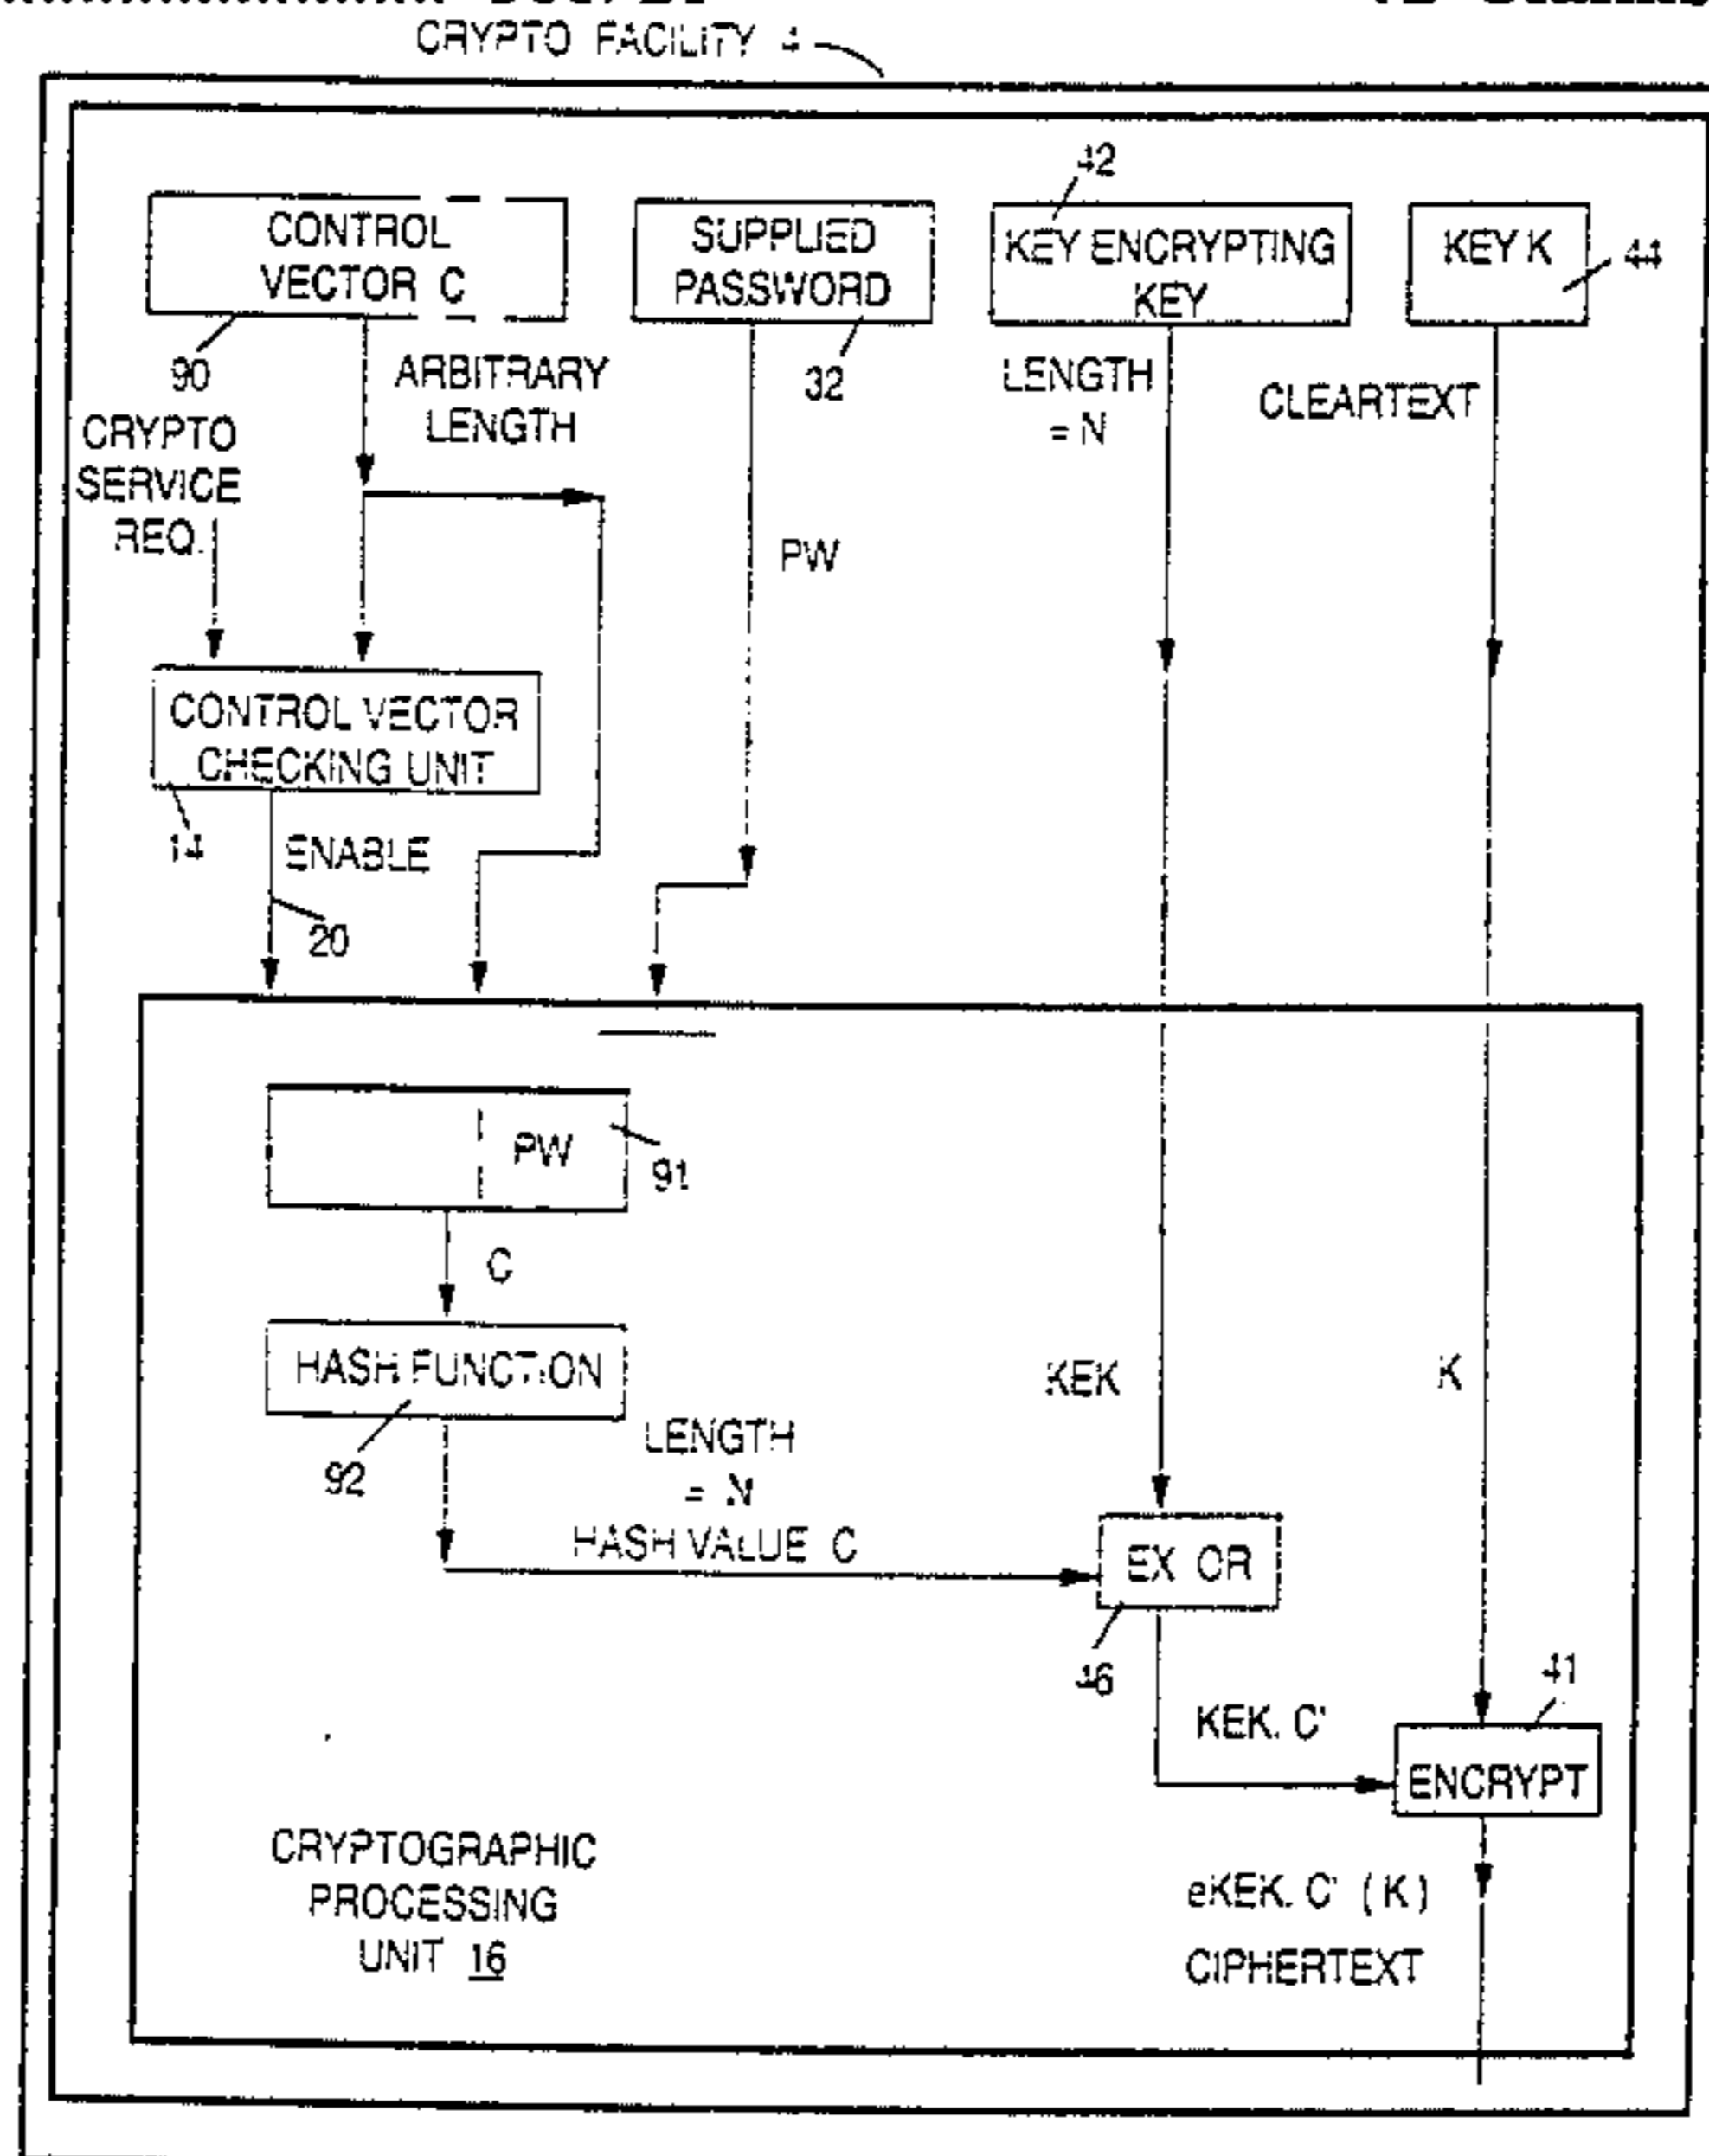 CRYPTO FACILITY 4
CONTROL
VECTOR C
90
SUPPLIED
PASSWORD
32
42
KEY ENCRYPTING
KEY
KEY K
44
ARBITRARY
LENGTH
LENGTH
= N
CLEARTEXT
CRYPTO
SERVICE
REQ.
PW
CONTROL VECTOR
CHECKING UNIT
14
ENABLE
20
PW
91
C
HASH FUNCTION
92
LENGTH
= N
HASH VALUE C
KEK
K
EX OR
46
KEK. C'
41
ENCRYPT
eKEK. C' ( K )
CIPHERTEXT
CRYPTOGRAPHIC
PROCESSING
UNIT 16